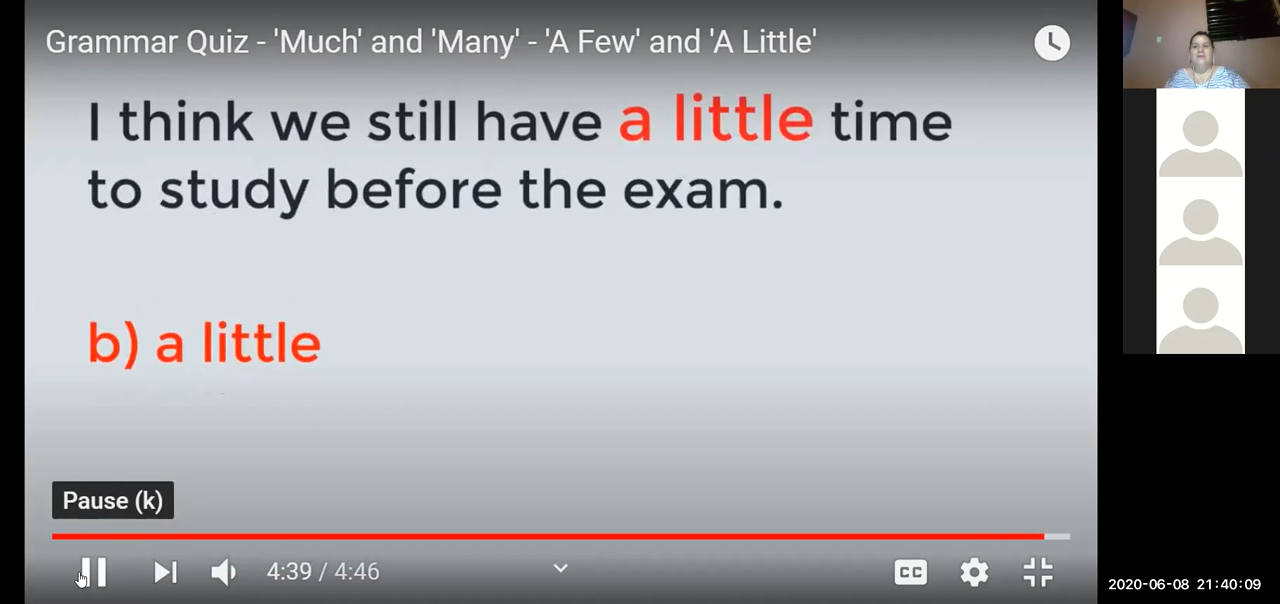 Grammar Quiz - 'Much' and 'Many' - 'A Few' and 'A Little'
I think we still have a little time
to study before the exam.
b) a little
Pause (k)
4:39 / 4:46
CC
2020-06-08 21:40:09